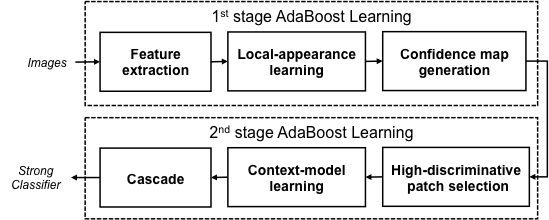 1st stage AdaBoost Learning
Images
Feature
extraction
Local-appearance
learning
Confidence map
generation
2nd stage AdaBoost Learning
Strong
Classifier
Cascade
Context-model
learning
High-discriminative
patch selection